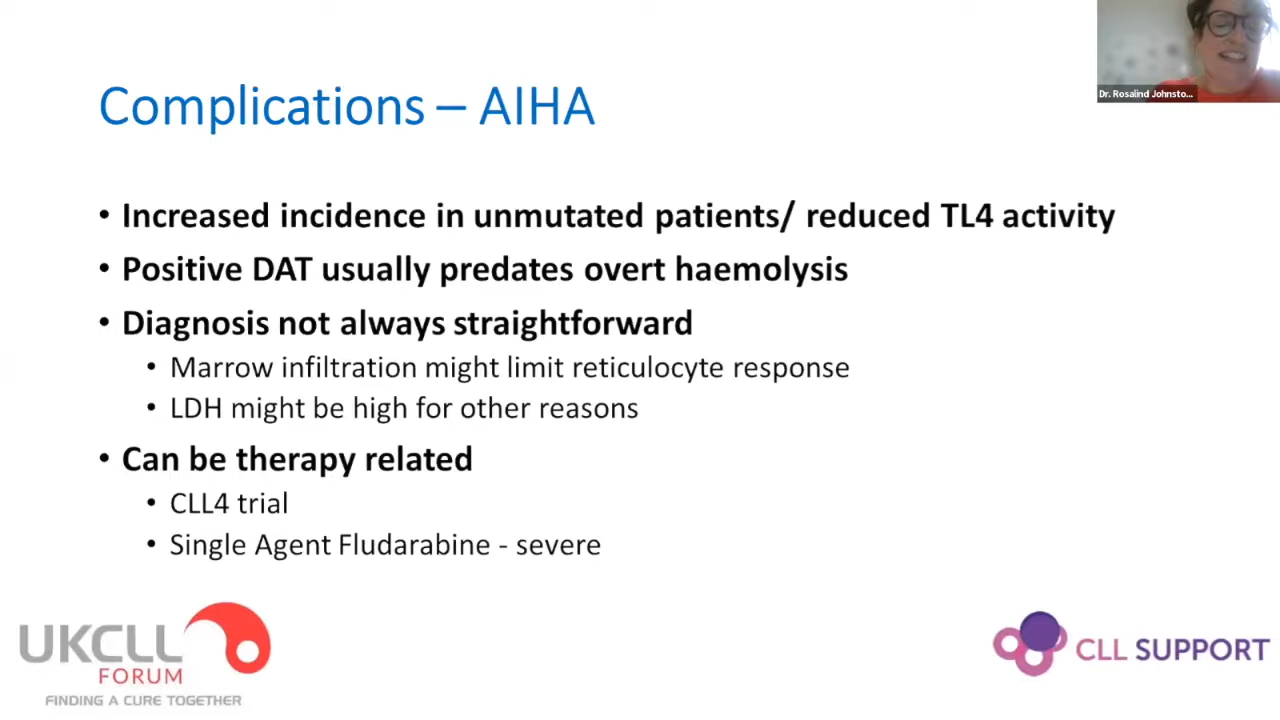 Dr. Rosalind Johnsto...
Complications – AIHA
• Increased incidence in unmutated patients/ reduced TL4 activity
• Positive DAT usually predates overt haemolysis
• Diagnosis not always straightforward
• Marrow infiltration might limit reticulocyte response
• LDH might be high for other reasons
• Can be therapy related
• CLL4 trial
• Single Agent Fludarabine - severe
UKCLL
FORUM
FINDING A CURE TOGETHER
CLL SUPPORT